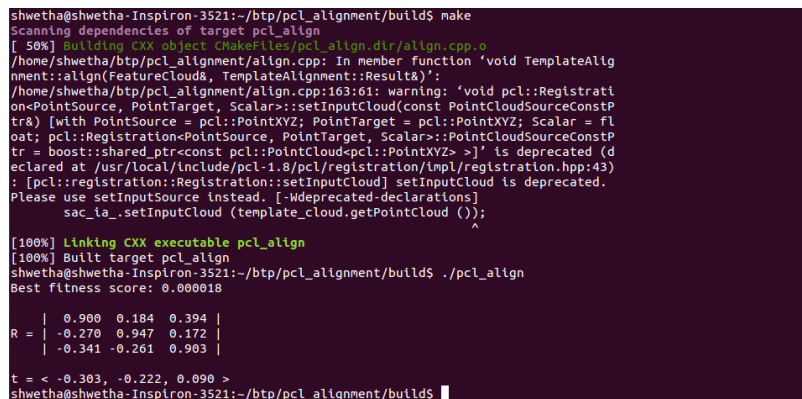 shwetha@shwetha-Inspiron-3521:~/btp/pcl_alignment/build$ make
Scanning dependencies of target pcl_align
[ 50%] Building CXX object CMakeFiles/pcl_align.dir/align.cpp.o
/home/shwetha/btp/pcl_alignment/align.cpp: In member function ‘void TemplateAlig
nment::align(FeatureCloud&, TemplateAlignment::Result&)’:
/home/shwetha/btp/pcl_alignment/align.cpp:163:61: warning: ‘void pcl::Registrati
on<PointSource, PointTarget, Scalar>::setInputCloud(const PointCloudSourceConstP
tr&) [with PointSource = pcl::PointXYZ; PointTarget = pcl::PointXYZ; Scalar = fl
oat; pcl::Registration<PointSource, PointTarget, Scalar>::PointCloudSourceConstP
tr = boost::shared_ptr<const pcl::PointCloud<pcl::PointXYZ> >]’ is deprecated (d
eclared at /usr/local/include/pcl-1.8/pcl/registration/impl/registration.hpp:43)
: [pcl::registration::Registration::setInputCloud] setInputCloud is deprecated.
Please use setInputSource instead. [-Wdeprecated-declarations]
sac_ia_.setInputCloud (template_cloud.getPointCloud ());
^
[100%] Linking CXX executable pcl_align
[100%] Built target pcl_align
shwetha@shwetha-Inspiron-3521:~/btp/pcl_alignment/build$ ./pcl_align
Best fitness score: 0.000018
| 0.900 0.184 0.394 |
R = | -0.270 0.947 0.172 |
| -0.341 -0.261 0.903 |
t = < -0.303, -0.222, 0.090 >
shwetha@shwetha-Inspiron-3521:~/btp/pcl_alignment/build$